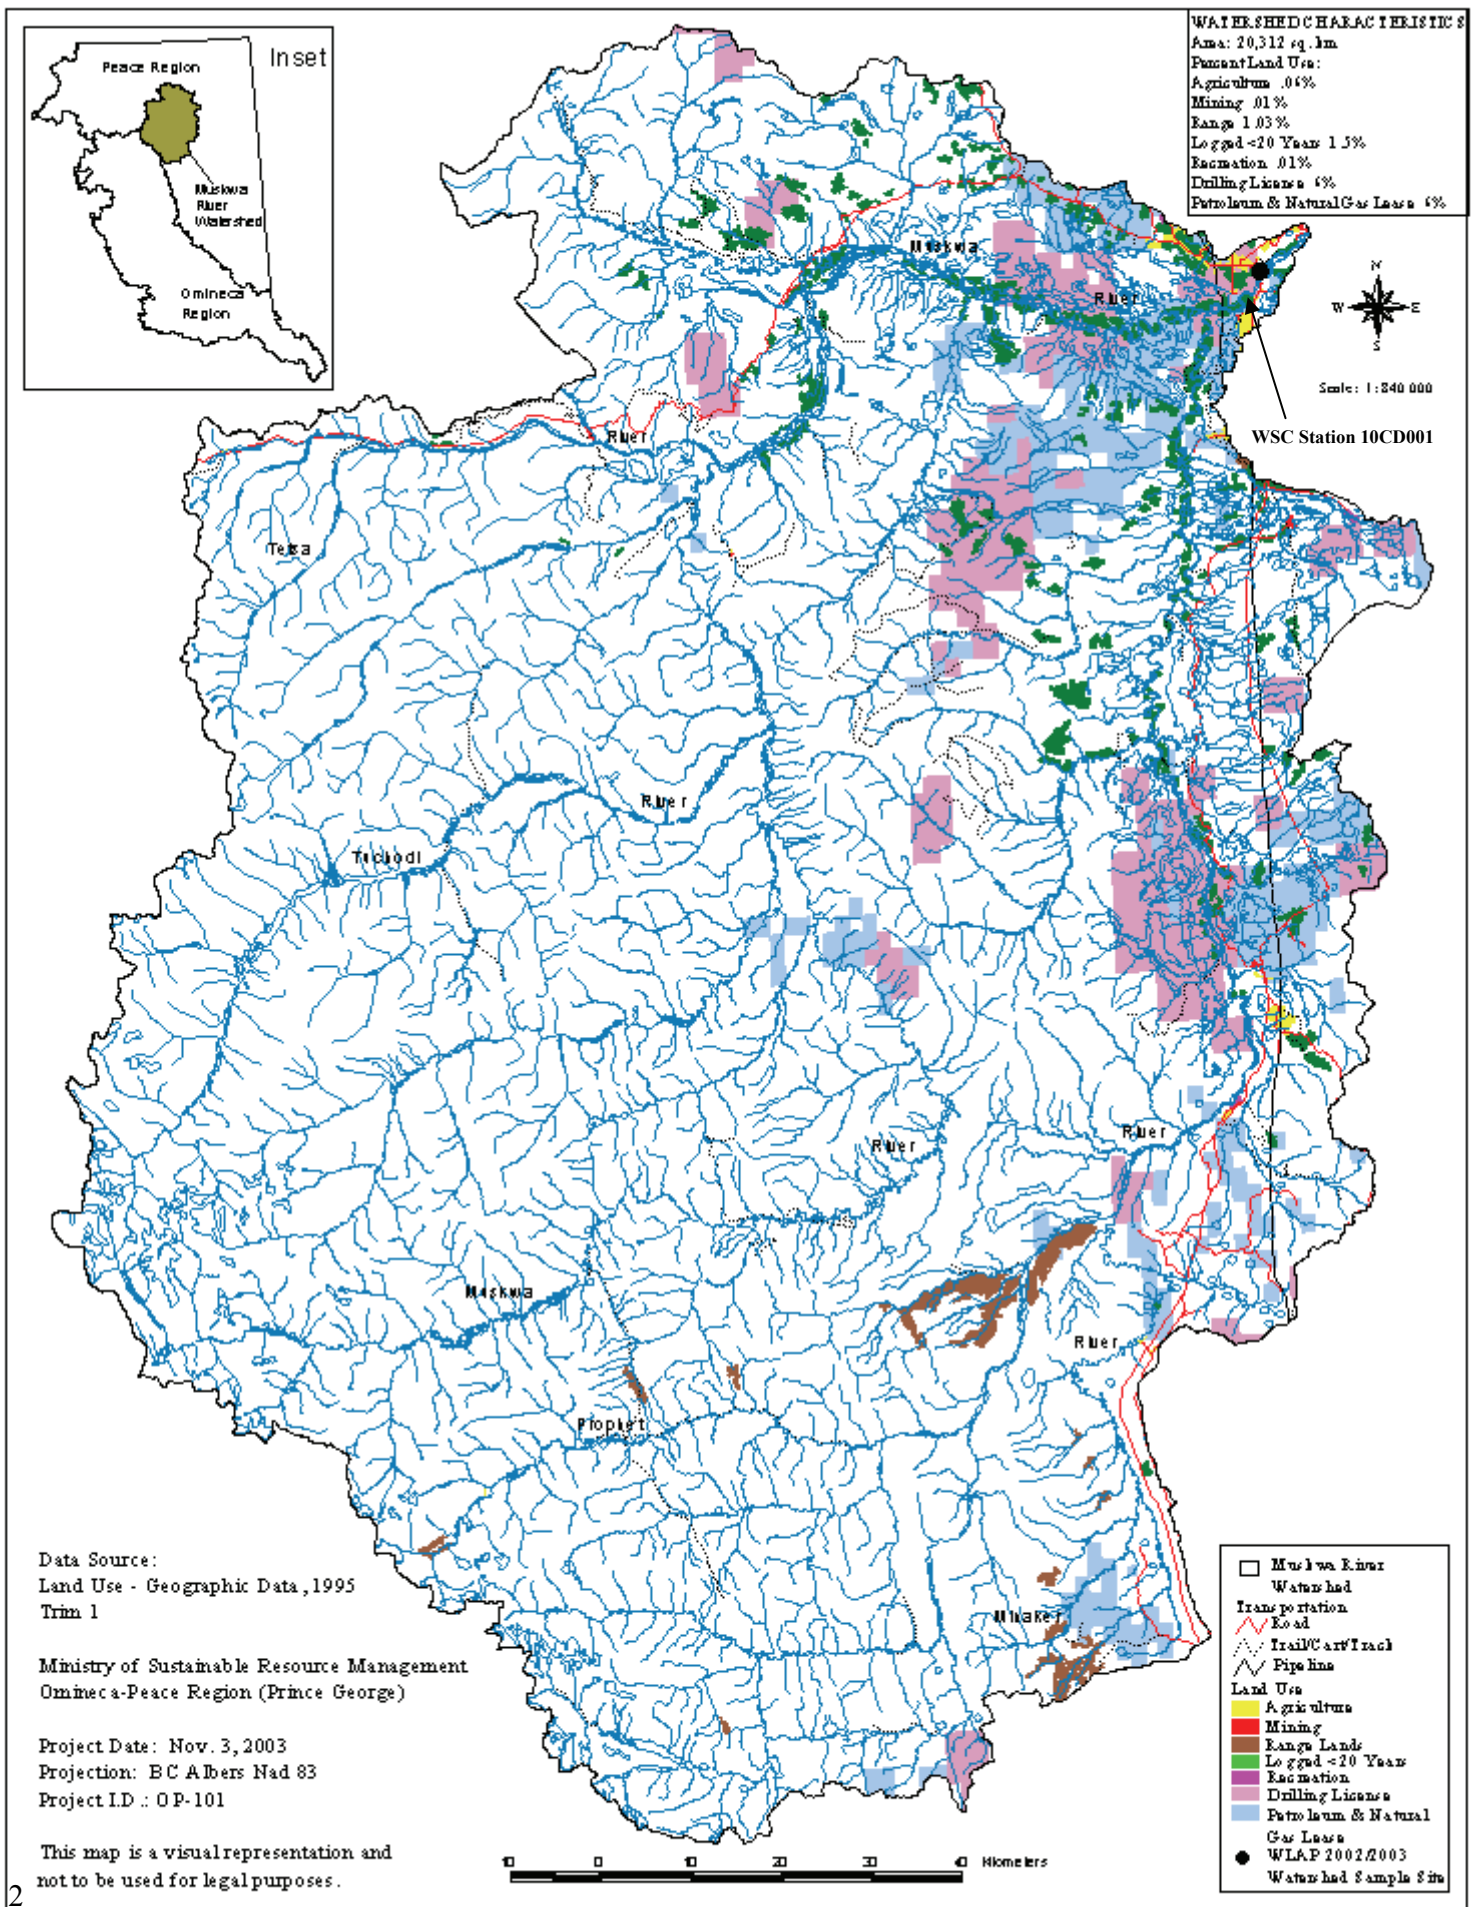 Inset
Peace Region
Muskwa
River
Watershed
Omineca
Region
WATERSHED CHARACTERISTICS
Area: 20,312 sq. km
Percent Land Use:
Agriculture .06%
Mining .01%
Range 1.03%
Logged <20 Years 1.5%
Recreation .01%
Drilling License 6%
Petroleum & Natural Gas Lease 6%
N
W
E
S
Scale: 1:840 000
WSC Station 10CD001
Muskwa
River
River
Tetsa
River
Tuchodi
River
River
Muskwa
River
Prophet
Minaker
Data Source:
Land Use - Geographic Data, 1995
Trim 1
Ministry of Sustainable Resource Management
Omineca-Peace Region (Prince George)
Project Date: Nov. 3, 2003
Projection: BC Albers Nad 83
Project I.D.: OP-101
This map is a visual representation and
not to be used for legal purposes.
10 0 10 20 30 40 Kilometers
Muskwa River
Watershed
Transportation
Road
Trail/Cart/Track
Pipeline
Land Use
Agriculture
Mining
Range Lands
Logged <20 Years
Recreation
Drilling License
Petroleum & Natural
Gas Lease
WLAP 2002/2003
Watershed Sample Site
2